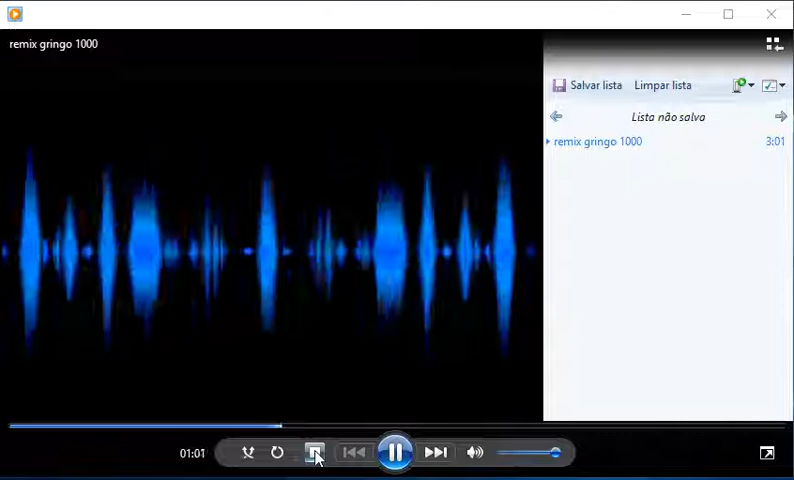 remix gringo 1000
Salvar lista Limpar lista
Lista não salva
remix gringo 1000 3:01
01:01